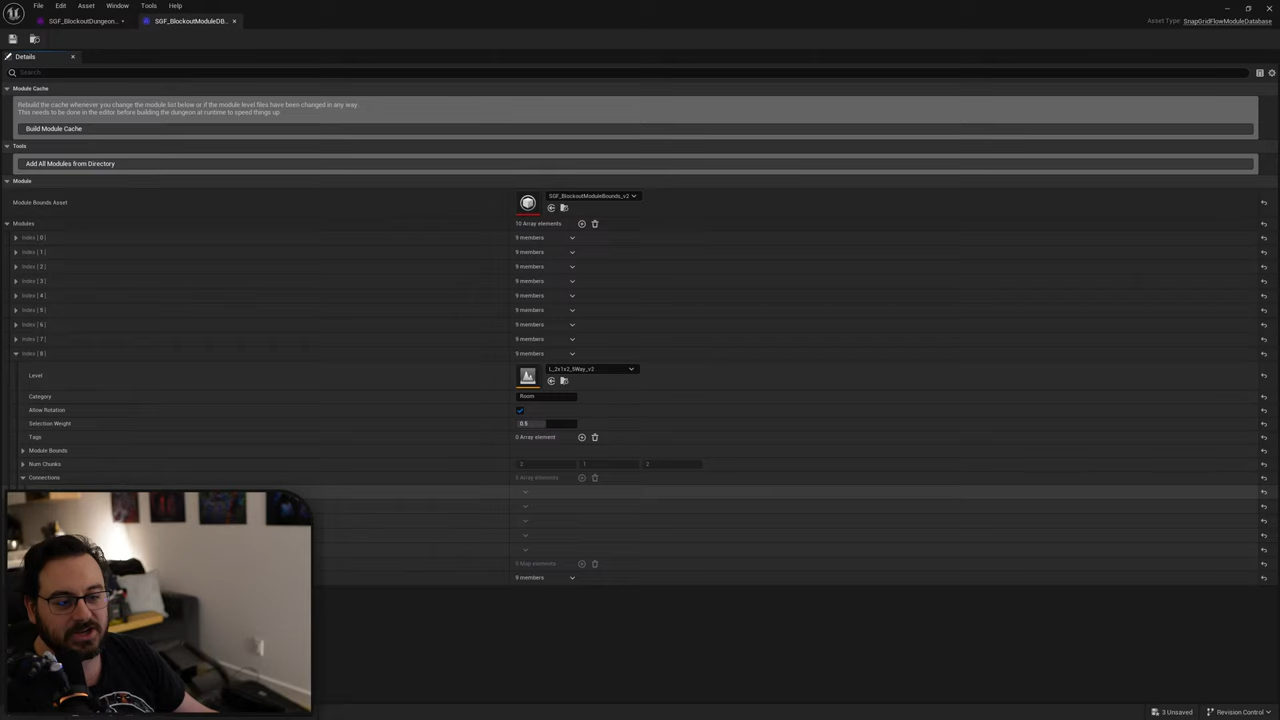 File Edit Asset Window Tools Help
SGF_BlockoutDungeon... SGF_BlockoutModuleDB...
Asset Type: SnapGridFlowModuleDatabase
Details
Search
Module Cache
Rebuild the cache whenever you change the module list below or if the module level files have been changed in any way.
This needs to be done in the editor before building the dungeon at runtime to speed things up
Build Module Cache
Tools
Add All Modules from Directory
Module
Module Bounds Asset SGF_BlockoutModuleBounds_v2
Modules 10 Array elements
Index [ 0 ] 9 members
Index [ 1 ] 9 members
Index [ 2 ] 9 members
Index [ 3 ] 9 members
Index [ 4 ] 9 members
Index [ 5 ] 9 members
Index [ 6 ] 9 members
Index [ 7 ] 9 members
Index [ 8 ] 9 members
Level L_2x1x2_5Way_v2
Category Room
Allow Rotation
Selection Weight 0.5
Tags 0 Array element
Module Bounds
Num Chunks 2 1 2
Connections Array elements
0 Map elements
9 members
3 Unsaved Revision Control